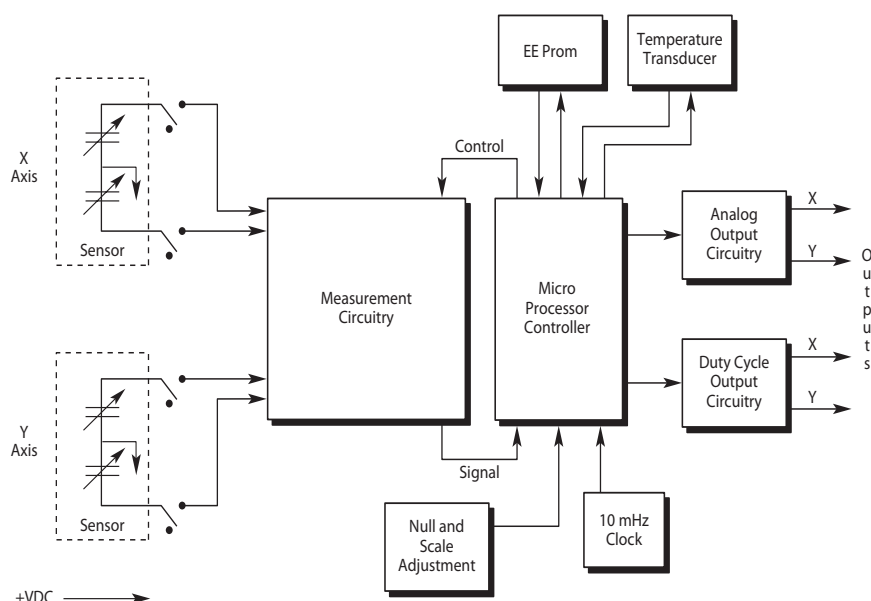 EE Prom
Temperature
Transducer
Control
X
Axis
Sensor
Measurement
Circuitry
Micro
Processor
Controller
Analog
Output
Circuitry
X
Y
Outputs
Duty Cycle
Output
Circuitry
X
Y
Y
Axis
Sensor
Signal
Null and
Scale
Adjustment
10 mHz
Clock
+VDC